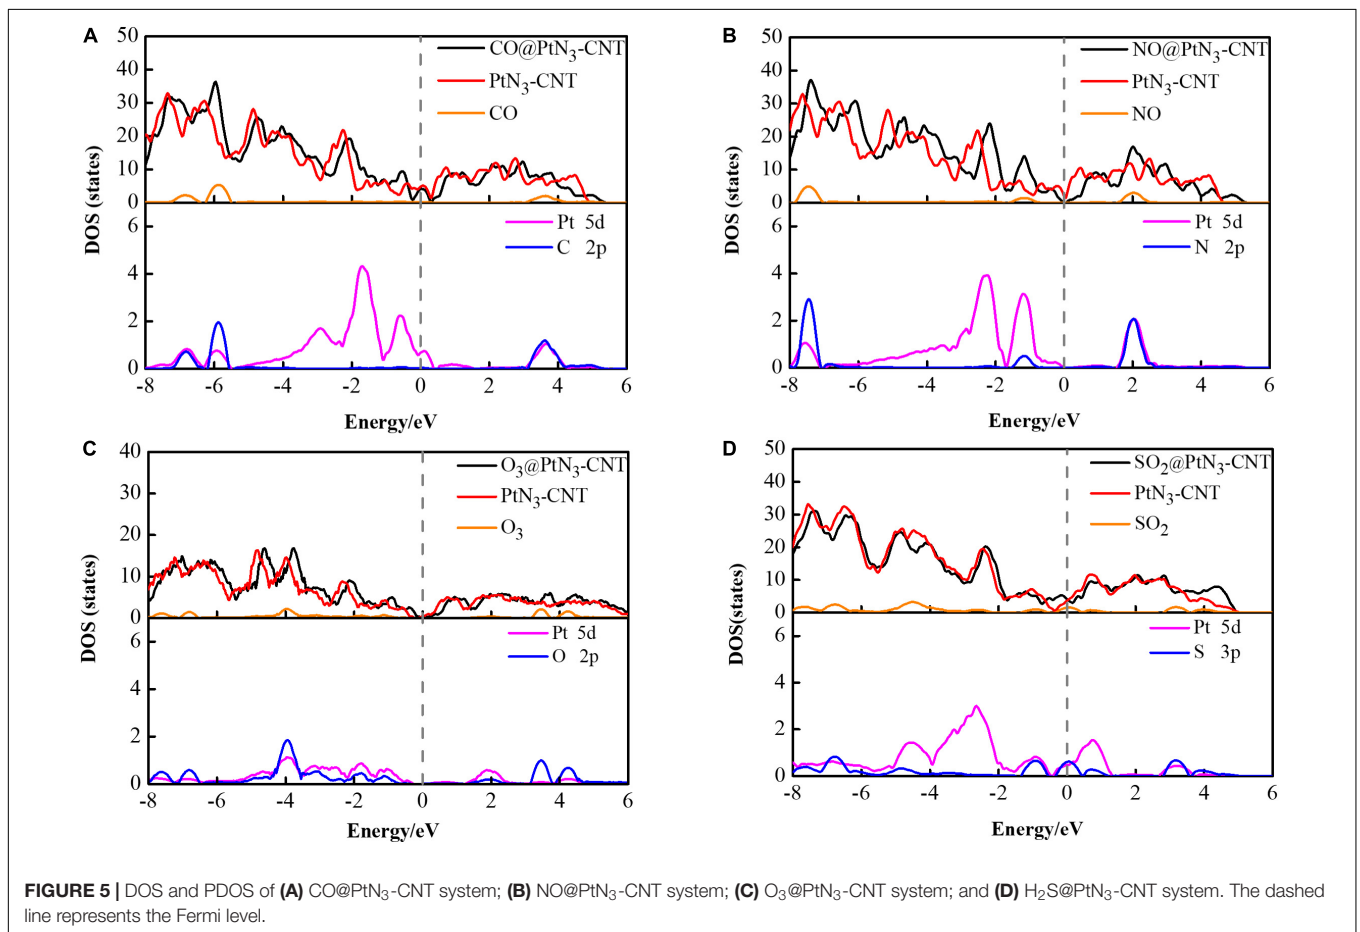 A
50
40
30
20
10
0
6
4
2
0
DOS (states)
CO@PtN3-CNT
PtN3-CNT
CO
Pt 5d
C 2p
-8 -6 -4 -2 0 2 4 6
Energy/eV
B
50
40
30
20
10
0
6
4
2
0
DOS (states)
NO@PtN3-CNT
PtN3-CNT
NO
Pt 5d
N 2p
-8 -6 -4 -2 0 2 4 6
Energy/eV
C
40
30
20
10
0
6
4
2
0
DOS (states)
O3@PtN3-CNT
PtN3-CNT
O3
Pt 5d
O 2p
-8 -6 -4 -2 0 2 4 6
Energy/eV
D
50
40
30
20
10
0
6
4
2
0
DOS(states)
SO2@PtN3-CNT
PtN3-CNT
SO2
Pt 5d
S 3p
-8 -6 -4 -2 0 2 4 6
Energy/eV
FIGURE 5 | DOS and PDOS of (A) CO@PtN3-CNT system; (B) NO@PtN3-CNT system; (C) O3@PtN3-CNT system; and (D) H2S@PtN3-CNT system. The dashed
line represents the Fermi level.